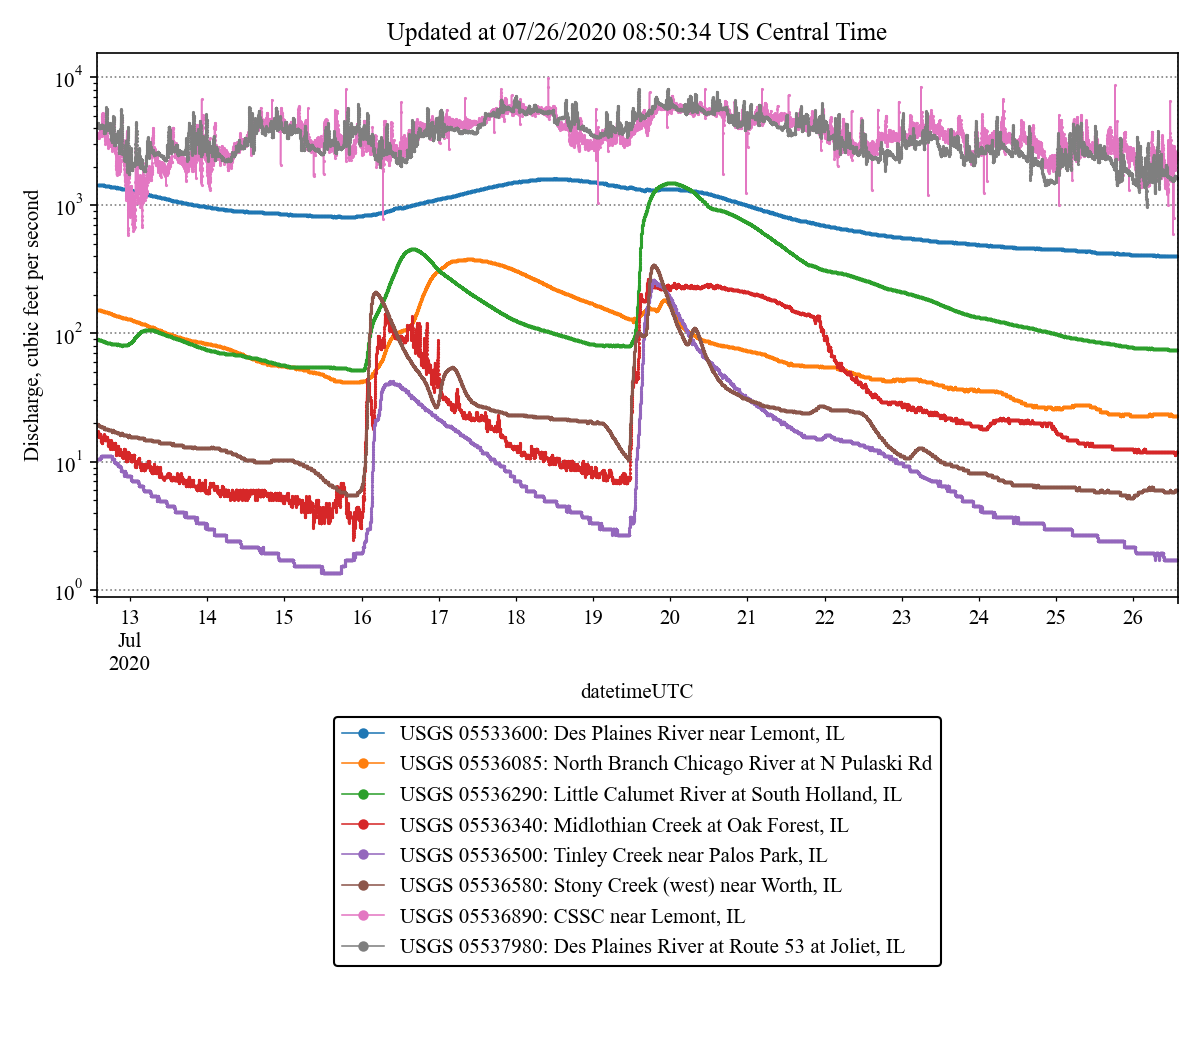 Updated at 07/26/2020 08:50:34 US Central Time
Discharge, cubic feet per second
10^4
10^3
10^2
10^1
10^0
13 14 15 16 17 18 19 20 21 22 23 24 25 26
Jul
2020
datetimeUTC
USGS 05533600: Des Plaines River near Lemont, IL
USGS 05536085: North Branch Chicago River at N Pulaski Rd
USGS 05536290: Little Calumet River at South Holland, IL
USGS 05536340: Midlothian Creek at Oak Forest, IL
USGS 05536500: Tinley Creek near Palos Park, IL
USGS 05536580: Stony Creek (west) near Worth, IL
USGS 05536890: CSSC near Lemont, IL
USGS 05537980: Des Plaines River at Route 53 at Joliet, IL